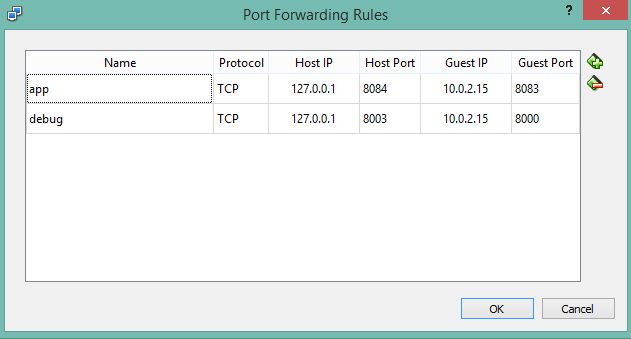 Port Forwarding Rules ?
Name Protocol Host IP Host Port Guest IP Guest Port
app TCP 127.0.0.1 8084 10.0.2.15 8083
debug TCP 127.0.0.1 8003 10.0.2.15 8000
OK Cancel